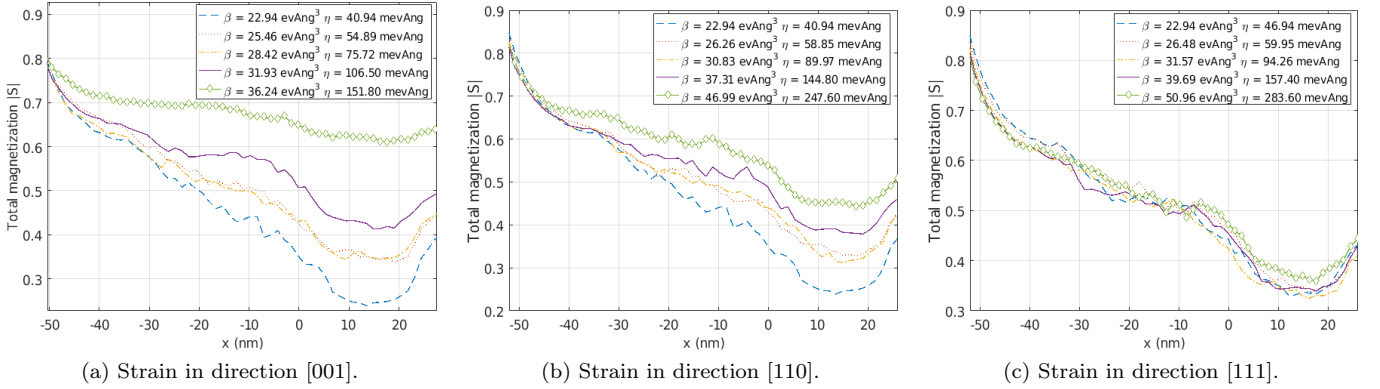 Total magnetization |S|
0.9
0.8
0.7
0.6
0.5
0.4
0.3
β = 22.94 evAng³ η = 40.94 mevAng
β = 25.46 evAng³ η = 54.89 mevAng
β = 28.42 evAng³ η = 75.72 mevAng
β = 31.93 evAng³ η = 106.50 mevAng
β = 36.24 evAng³ η = 151.80 mevAng
-50 -40 -30 -20 -10 0 10 20
x (nm)
(a) Strain in direction [001].
Total magnetization |S|
0.9
0.8
0.7
0.6
0.5
0.4
0.3
0.2
β = 22.94 evAng³ η = 40.94 mevAng
β = 26.26 evAng³ η = 58.85 mevAng
β = 30.83 evAng³ η = 89.97 mevAng
β = 37.31 evAng³ η = 144.80 mevAng
β = 46.99 evAng³ η = 247.60 mevAng
-50 -40 -30 -20 -10 0 10 20
x (nm)
(b) Strain in direction [110].
Total magnetization |S|
0.9
0.8
0.7
0.6
0.5
0.4
0.3
β = 22.94 evAng³ η = 46.94 mevAng
β = 26.48 evAng³ η = 59.95 mevAng
β = 31.57 evAng³ η = 94.26 mevAng
β = 39.69 evAng³ η = 157.40 mevAng
β = 50.96 evAng³ η = 283.60 mevAng
-50 -40 -30 -20 -10 0 10 20
x (nm)
(c) Strain in direction [111].